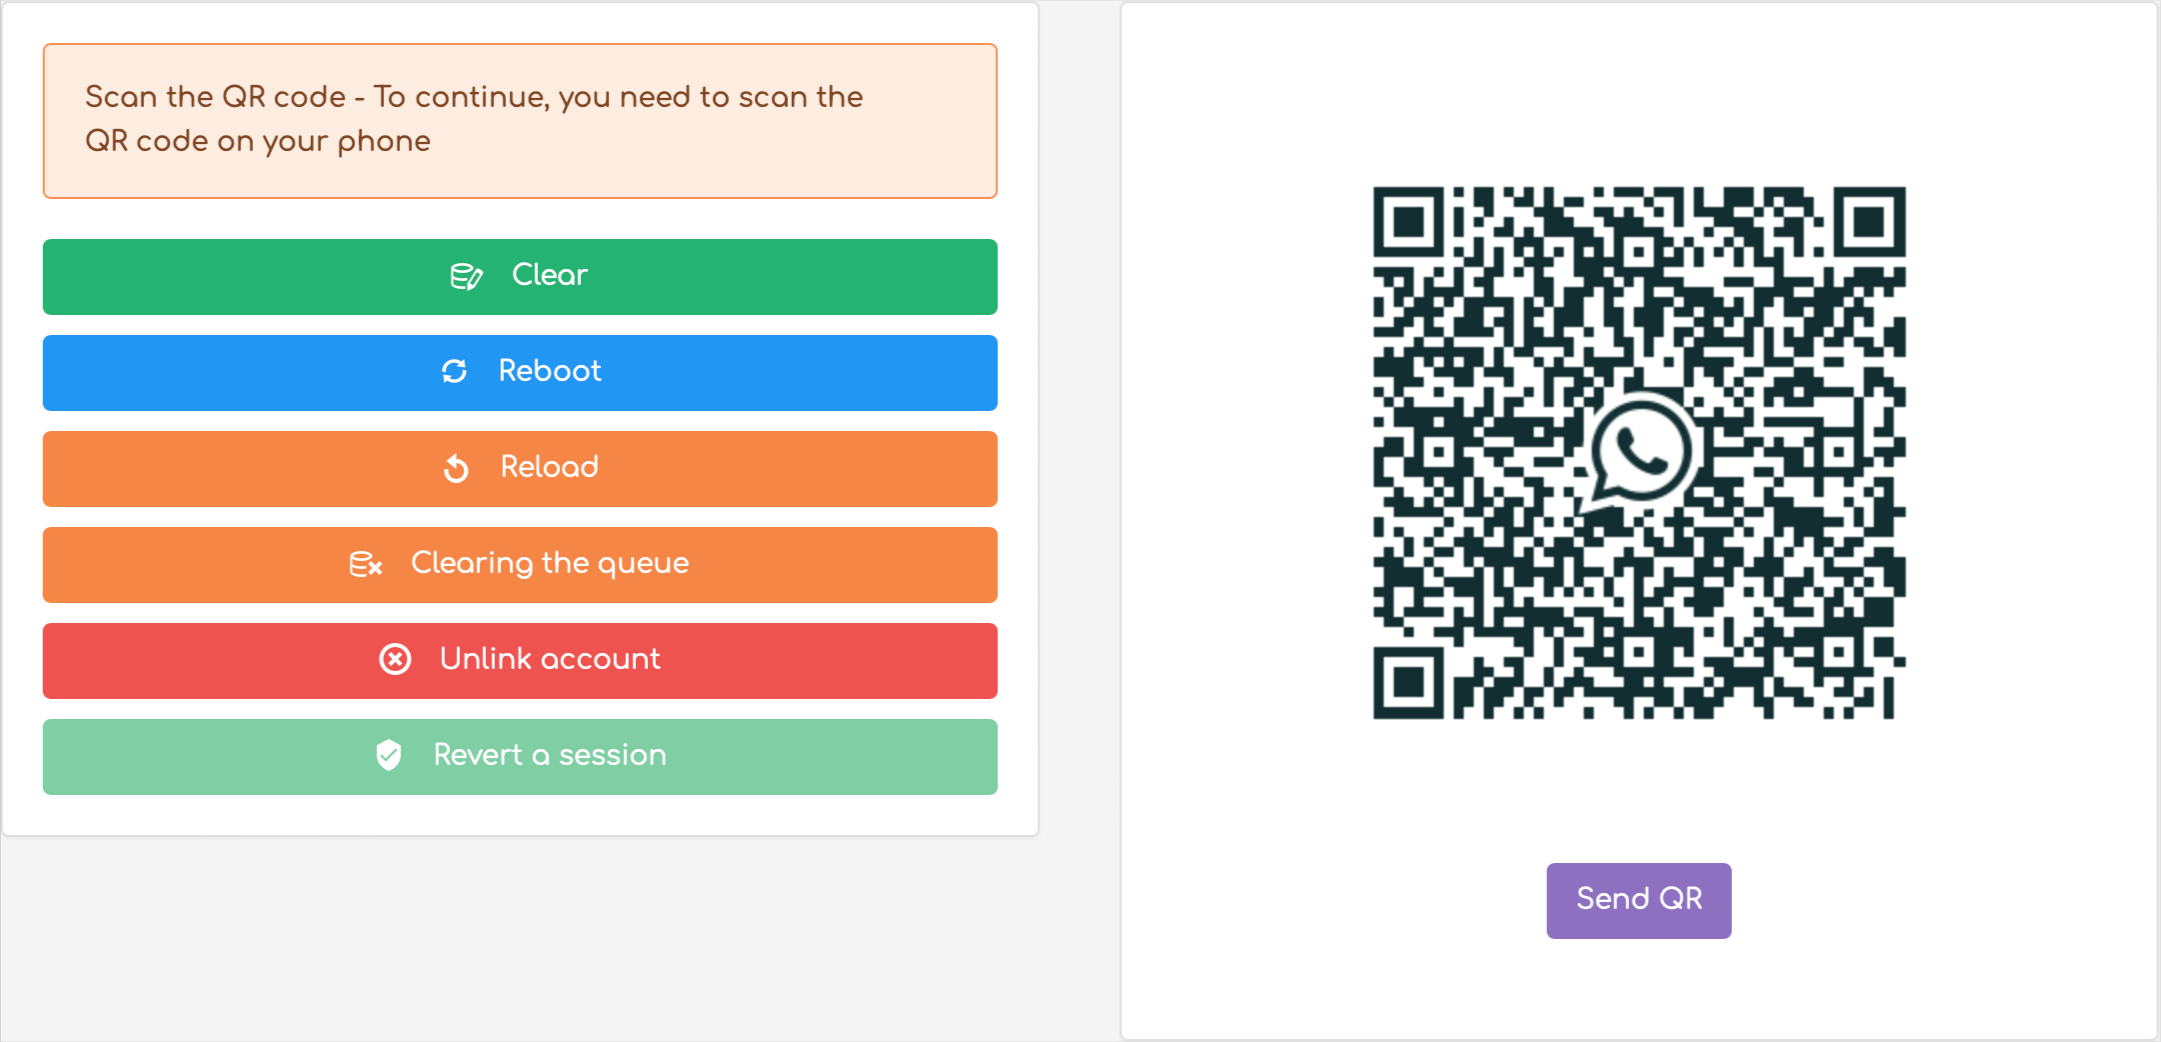 Scan the QR code - To continue, you need to scan the
QR code on your phone
Clear
Reboot
Reload
Clearing the queue
Unlink account
Revert a session
Send QR